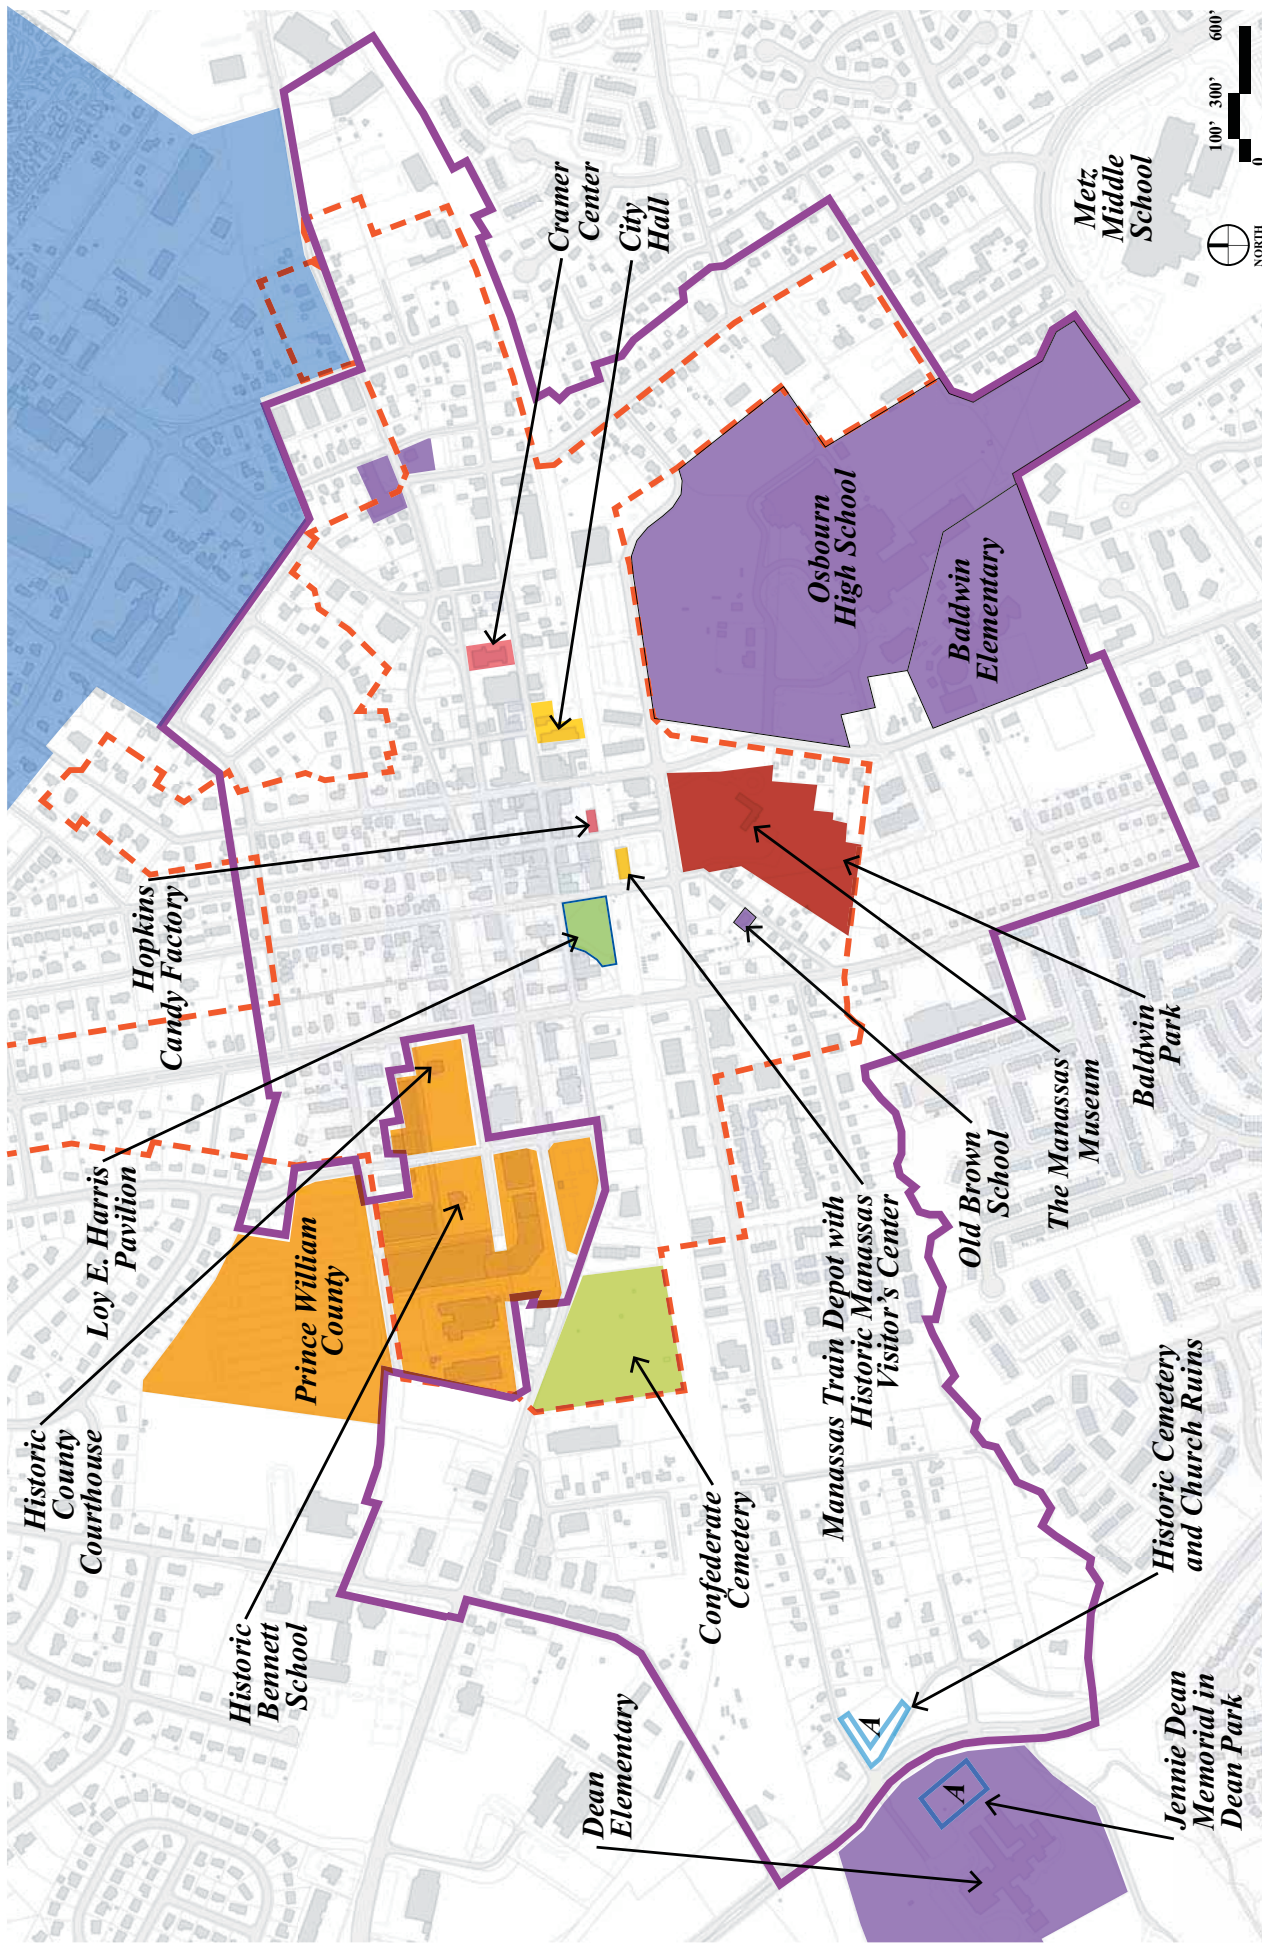 Historic
County
Courthouse
Loy E. Harris
Pavilion
Hopkins
Candy Factory
Cramer
Center
City
Hall
Historic
Bennett
School
Prince William
County
Dean
Elementary
Confederate
Cemetery
Manassas Train Depot with
Historic Manassas
Visitor's Center
Old Brown
School
The Manassas
Museum
Baldwin
Park
Osbourn
High School
Baldwin
Elementary
Metz
Middle
School
A
A
Historic Cemetery
and Church Ruins
Jennie Dean
Memorial in
Dean Park
NORTH
0
100'
300'
600'